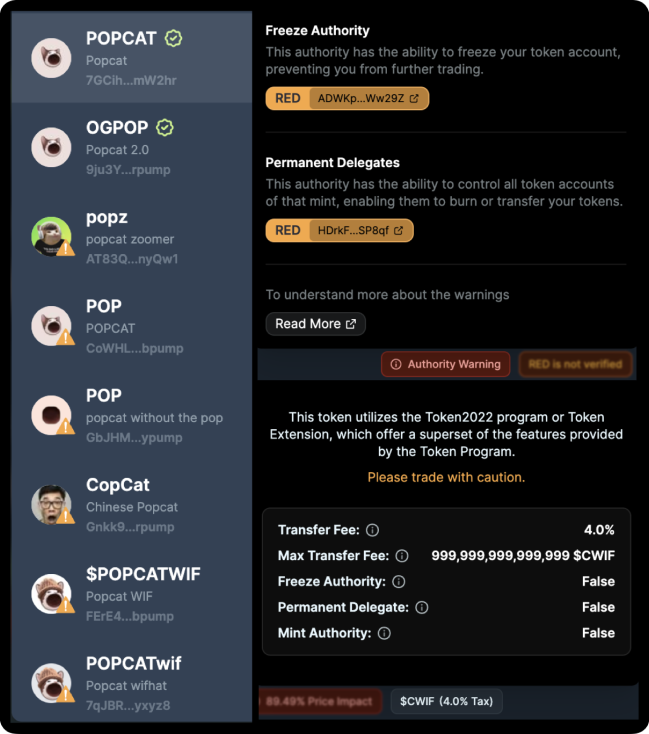 POPCAT
Popcat
7GCih...mW2hr
OGPOP
Popcat 2.0
9ju3Y...rpump
popz
popcat zoomer
AT83Q...nyQw1
POP
POPCAT
CoWHL...bpump
POP
popcat without the pop
GbJHM...ypump
CopCat
Chinese Popcat
Gnkk9...rpump
$POPCATWIF
Popcat WIF
FErE4...bpump
POPCATwif
Popcat wifhat
7qJBR...yxyz8
Freeze Authority
This authority has the ability to freeze your token account,
preventing you from further trading.
RED ADWKp...Ww29Z
Permanent Delegates
This authority has the ability to control all token accounts
of that mint, enabling them to burn or transfer your tokens.
RED HDrkF...SP8qf
To understand more about the warnings
Read More
Authority Warning RED is not verified
This token utilizes the Token2022 program or Token
Extension, which offer a superset of the features provided
by the Token Program.
Please trade with caution.
Transfer Fee: 4.0%
Max Transfer Fee: 999,999,999,999,999 $CWIF
Freeze Authority: False
Permanent Delegate: False
Mint Authority: False
89.49% Price Impact $CWIF (4.0% Tax)